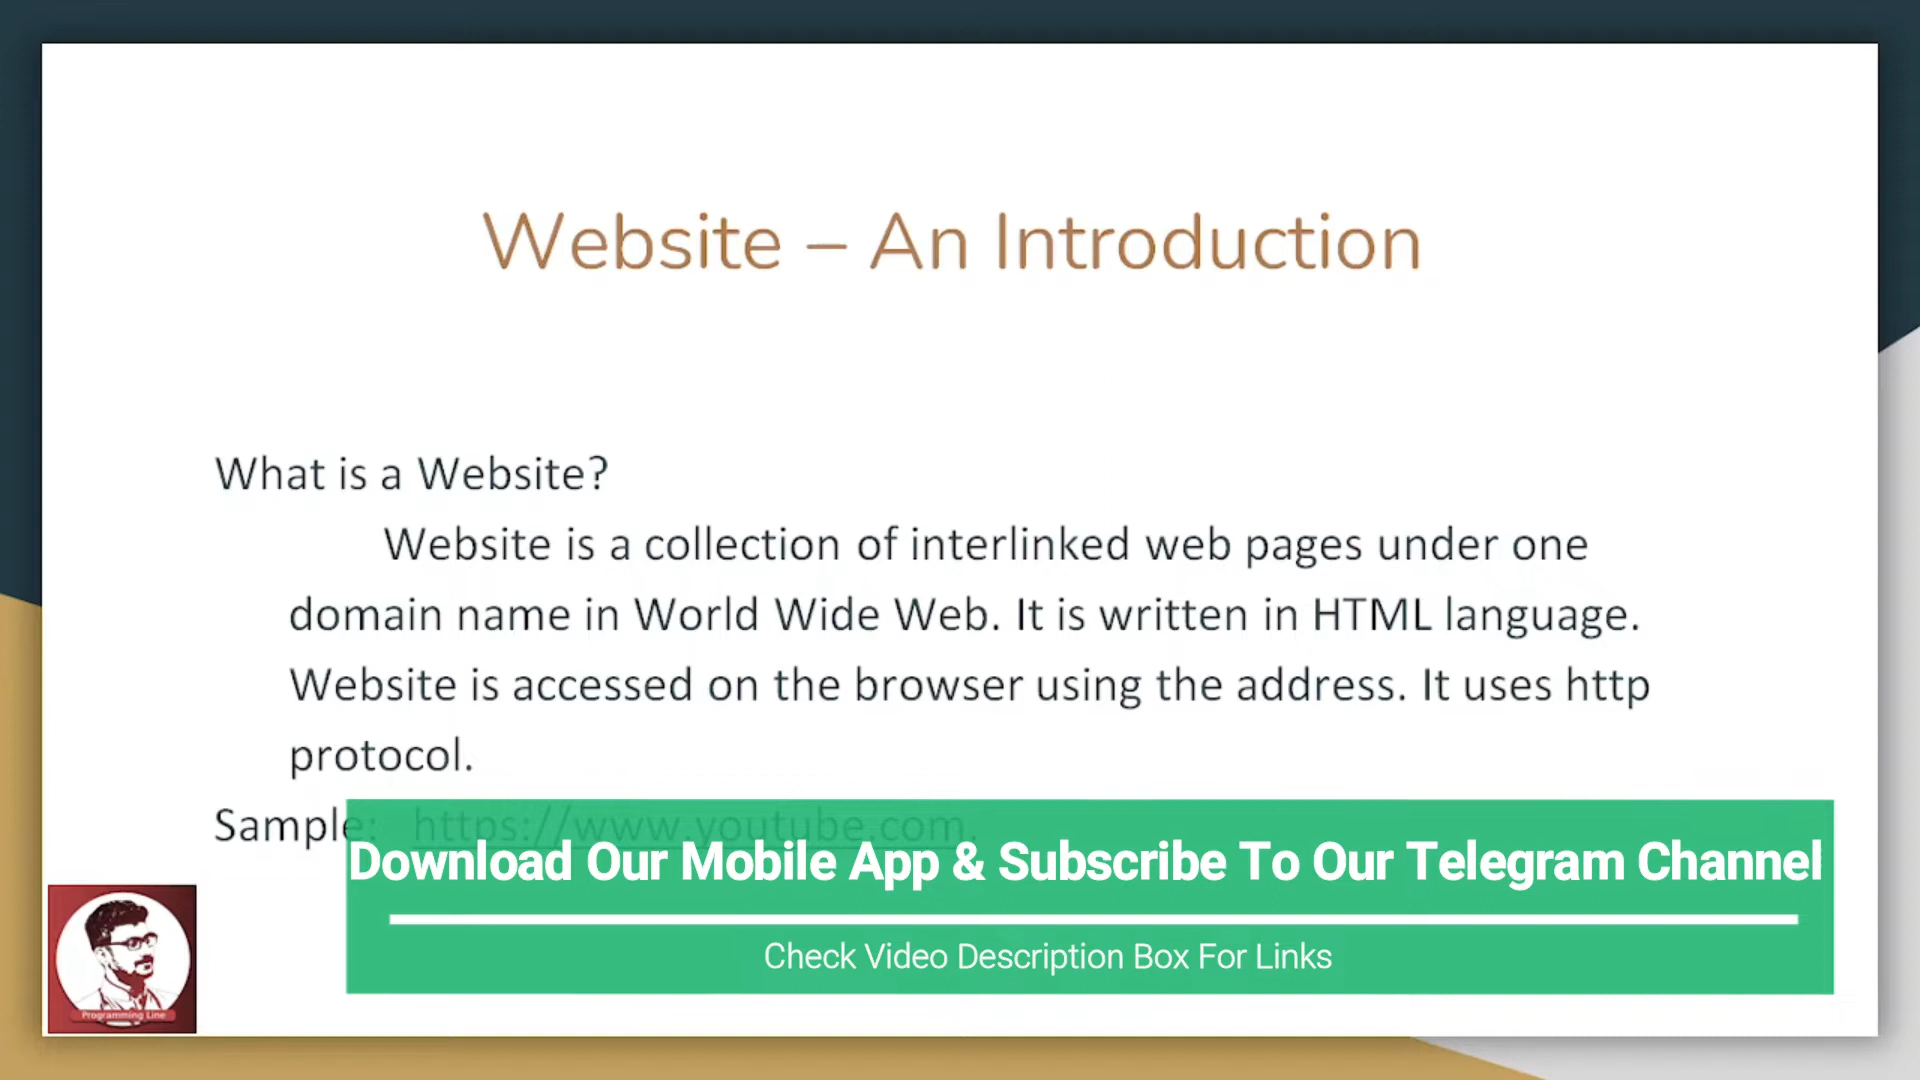 Website – An Introduction
What is a Website?
Website is a collection of interlinked web pages under one
domain name in World Wide Web. It is written in HTML language.
Website is accessed on the browser using the address. It uses http
protocol.
Sample: https://www.youtube.com.
Download Our Mobile App & Subscribe To Our Telegram Channel
Check Video Description Box For Links
Programming Line